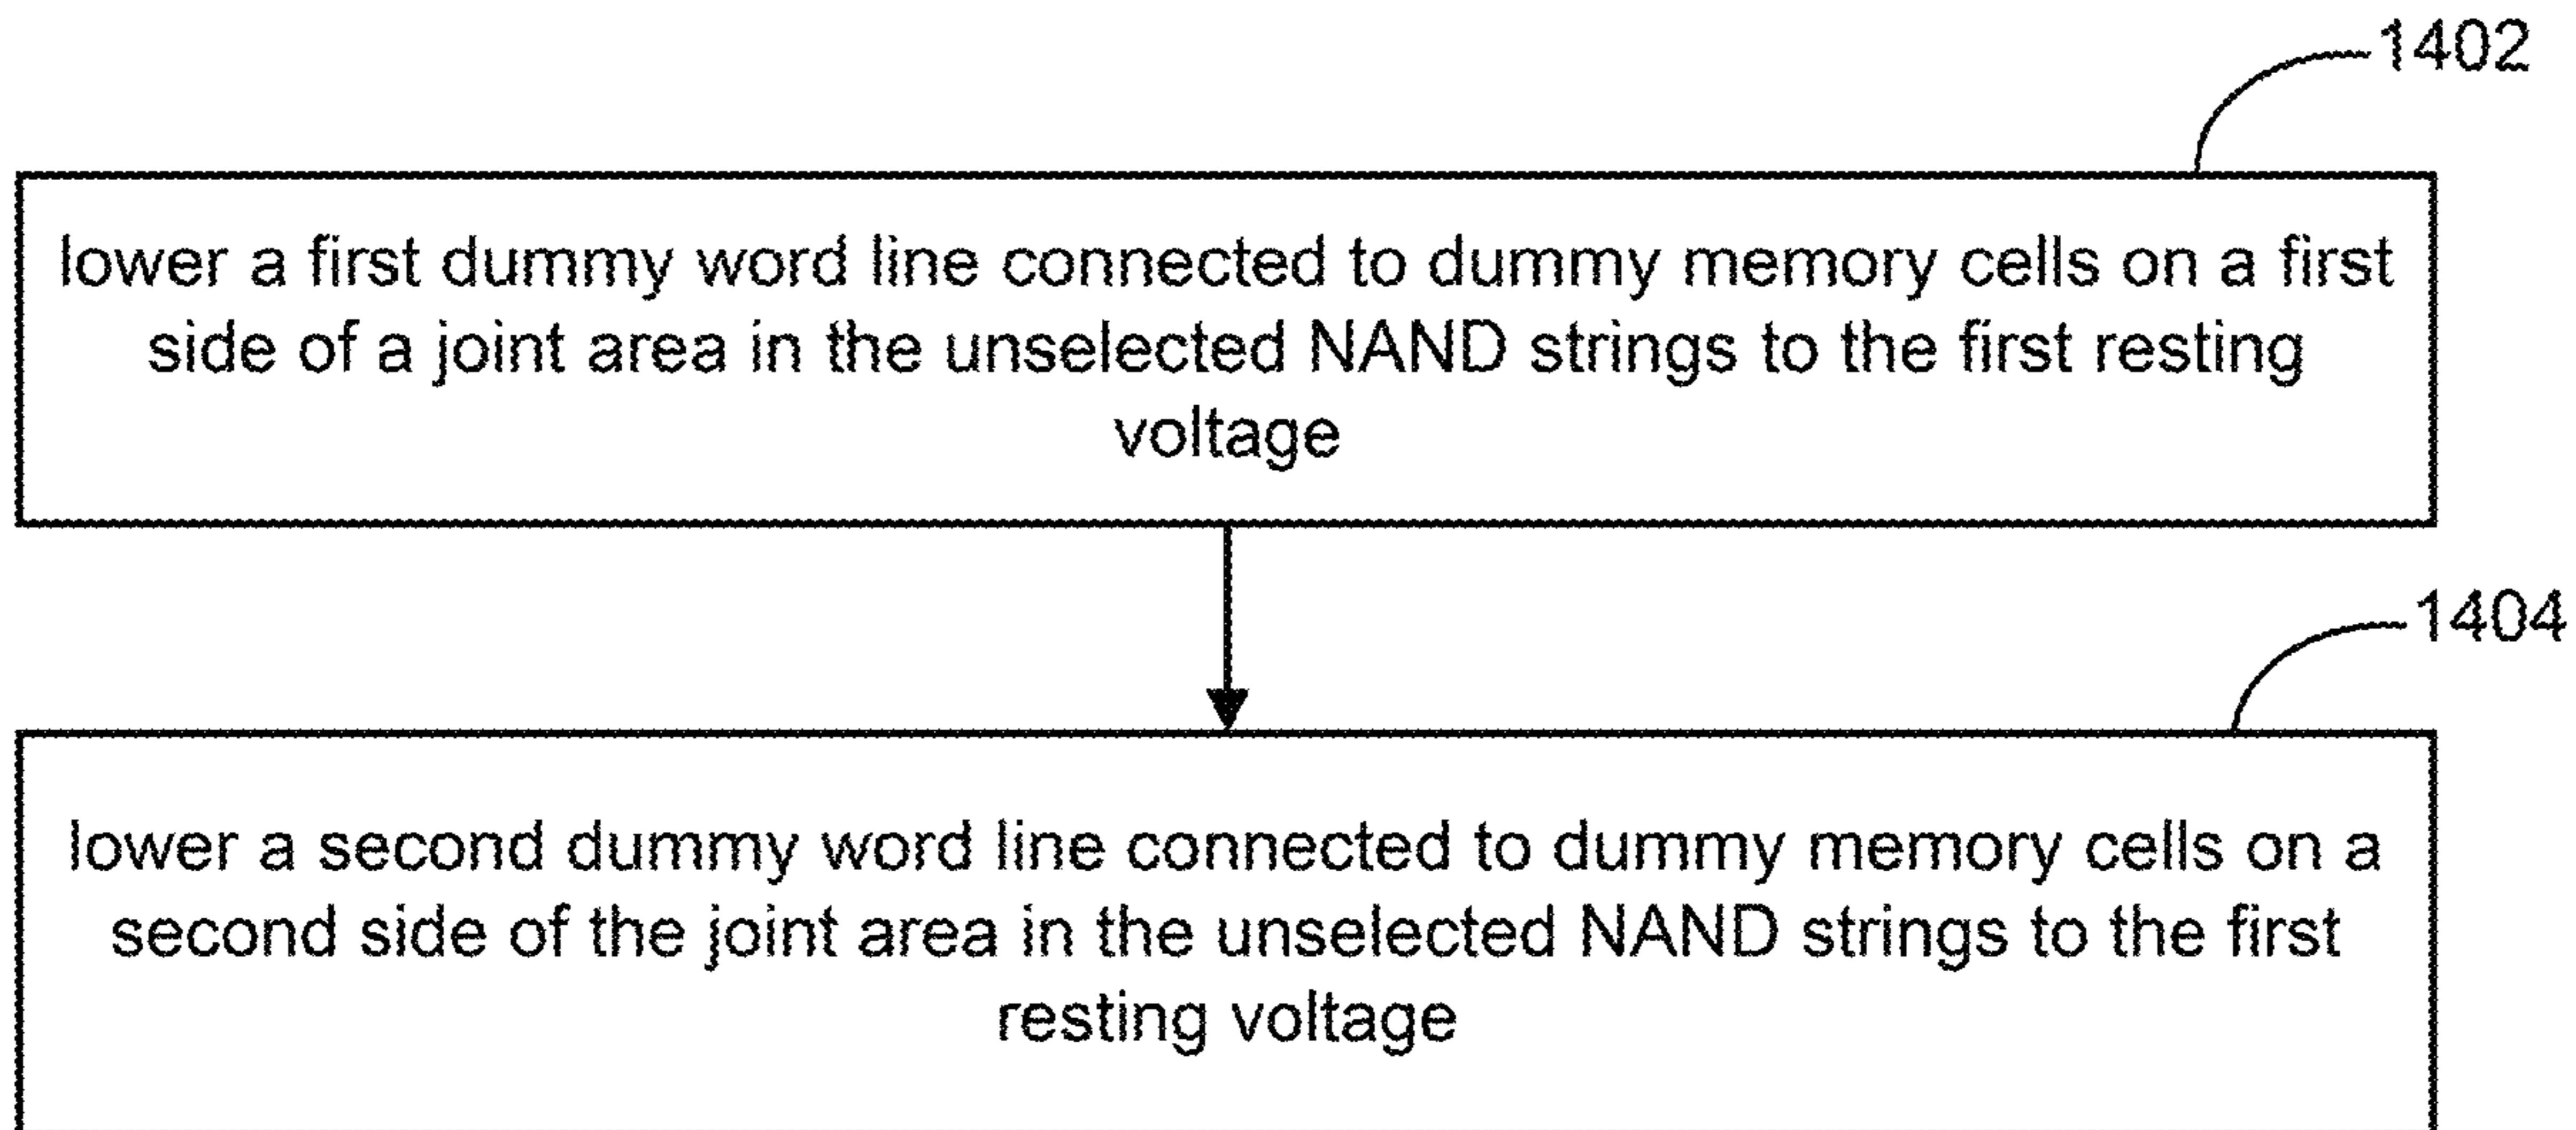 1402
lower a first dummy word line connected to dummy memory cells on a first
side of a joint area in the unselected NAND strings to the first resting
voltage
1404
lower a second dummy word line connected to dummy memory cells on a
second side of the joint area in the unselected NAND strings to the first
resting voltage